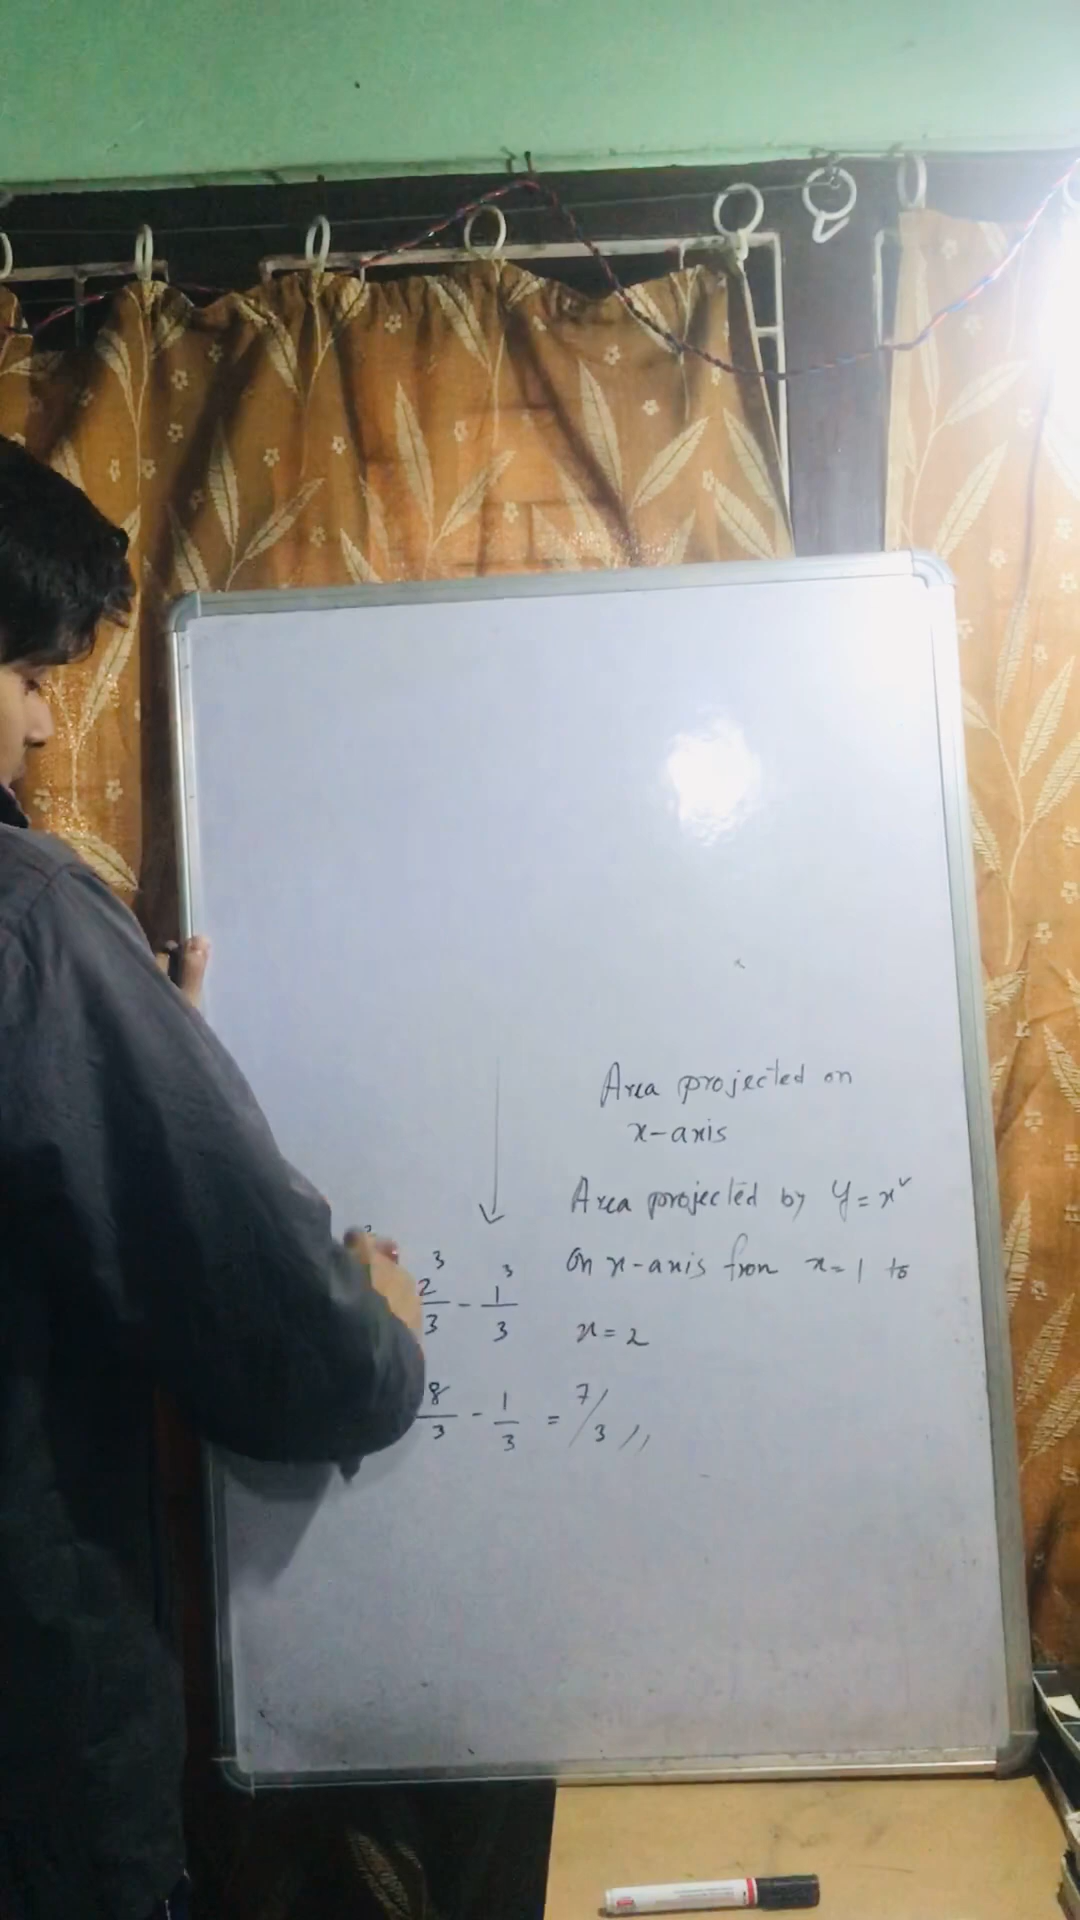 Area projected on
x-axis
Area projected by y = x²
on x-axis from x = 1 to
x = 2
2³/3 - 1³/3
8/3 - 1/3 = 7/3 //